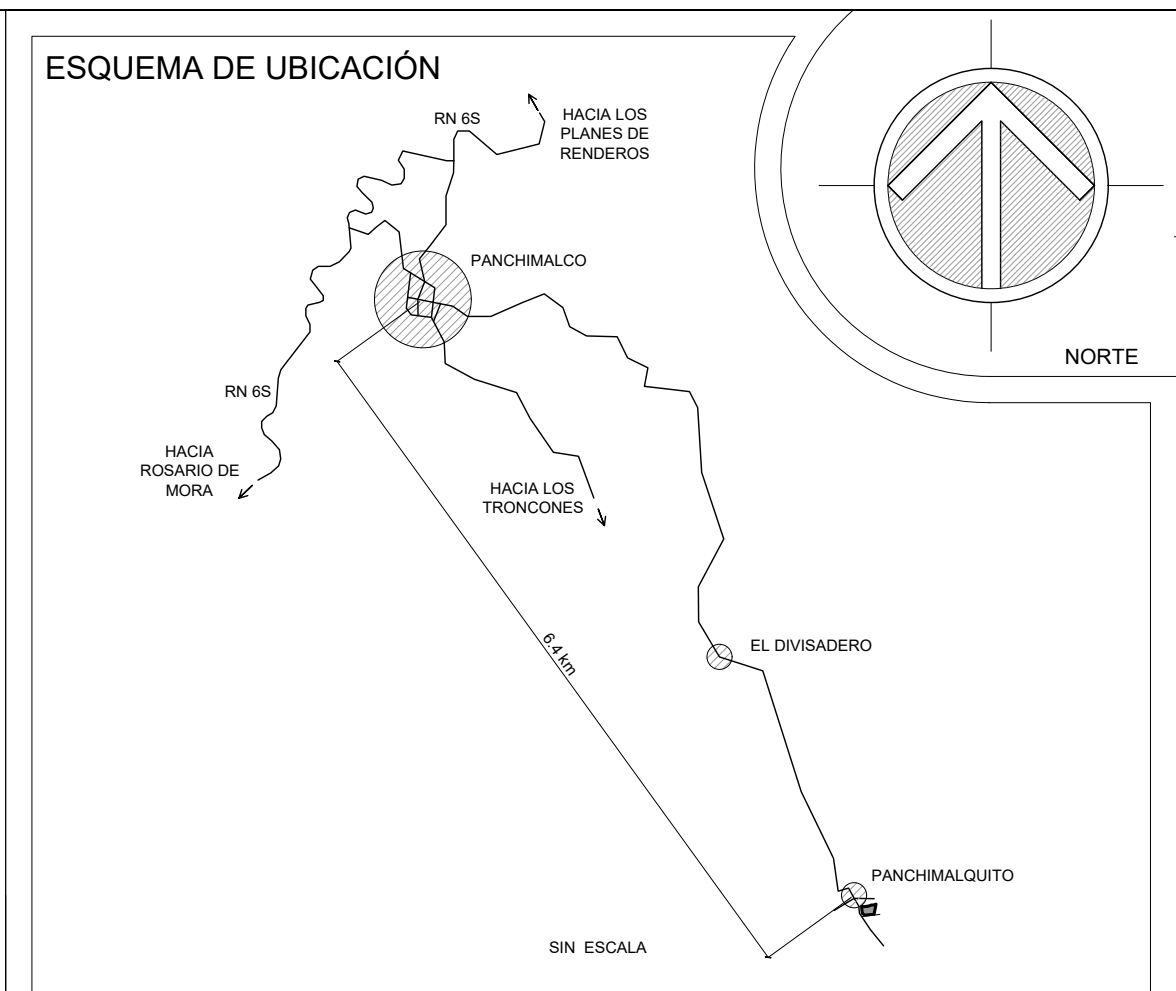 ESQUEMA DE UBICACIÓN
RN 6S
HACIA LOS
PLANES DE
RENDEROS
PANCHIMALCO
NORTE
RN 6S
HACIA
ROSARIO DE
MORA
HACIA LOS
TRONCONES
6.4 km
EL DIVISADERO
PANCHIMALQUITO
SIN ESCALA